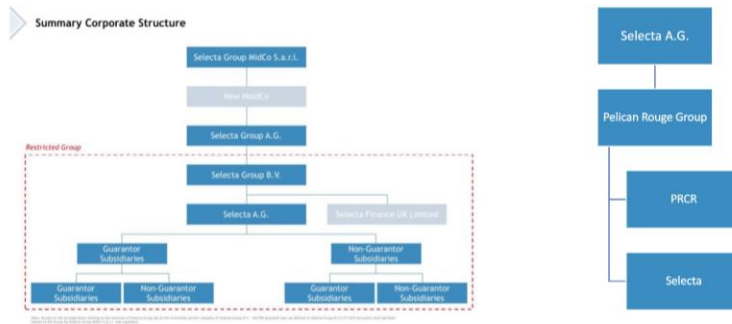 Summary Corporate Structure
Selecta Group MidCo S.a.r.l.
New HoldCo
Selecta Group A.G.
Restricted Group
Selecta Group B.V.
Selecta A.G.
Selecta Finance UK Limited
Guarantor
Subsidiaries
Non-Guarantor
Subsidiaries
Guarantor
Subsidiaries
Non-Guarantor
Subsidiaries
Guarantor
Subsidiaries
Non-Guarantor
Subsidiaries
Selecta A.G.
Pelican Rouge Group
PRCR
Selecta